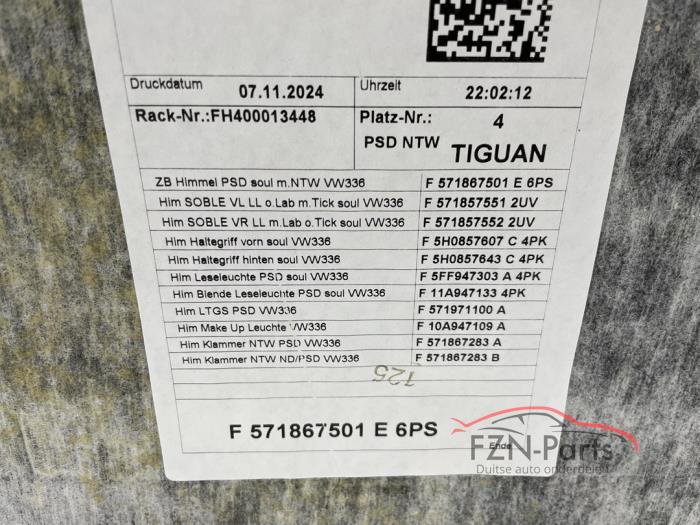 Druckdatum 07.11.2024 Uhrzeit 22:02:12
Rack-Nr.:FH400013448 Platz-Nr.: 4
PSD NTW TIGUAN
ZB Himmel PSD soul m.NTW VW336 F 571867501 E 6PS
Him SOBLE VL LL o.Lab m.Tick soul VW336 F 571857551 2UV
Him SOBLE VR LL m.Lab o.Tick soul VW336 F 571857552 2UV
Him Haltegriff vorn soul VW336 F 5H0857607 C 4PK
Him Haltegriff hinten soul VW336 F 5H0857643 C 4PK
Him Leseleuchte PSD soul VW336 F 5FF947303 A 4PK
Him Blende Leseleuchte PSD soul VW336 F 11A947133 4PK
Him LTGS PSD VW336 F 571971100 A
Him Make Up Leuchte VW336 F 10A947109 A
Him Klammer NTW PSD VW336 F 571867283 A
Him Klammer NTW ND/PSD VW336 F 571867283 B
125
F 571867501 E 6PS
Ende
FZN-Parts
Duitse auto onderdelen